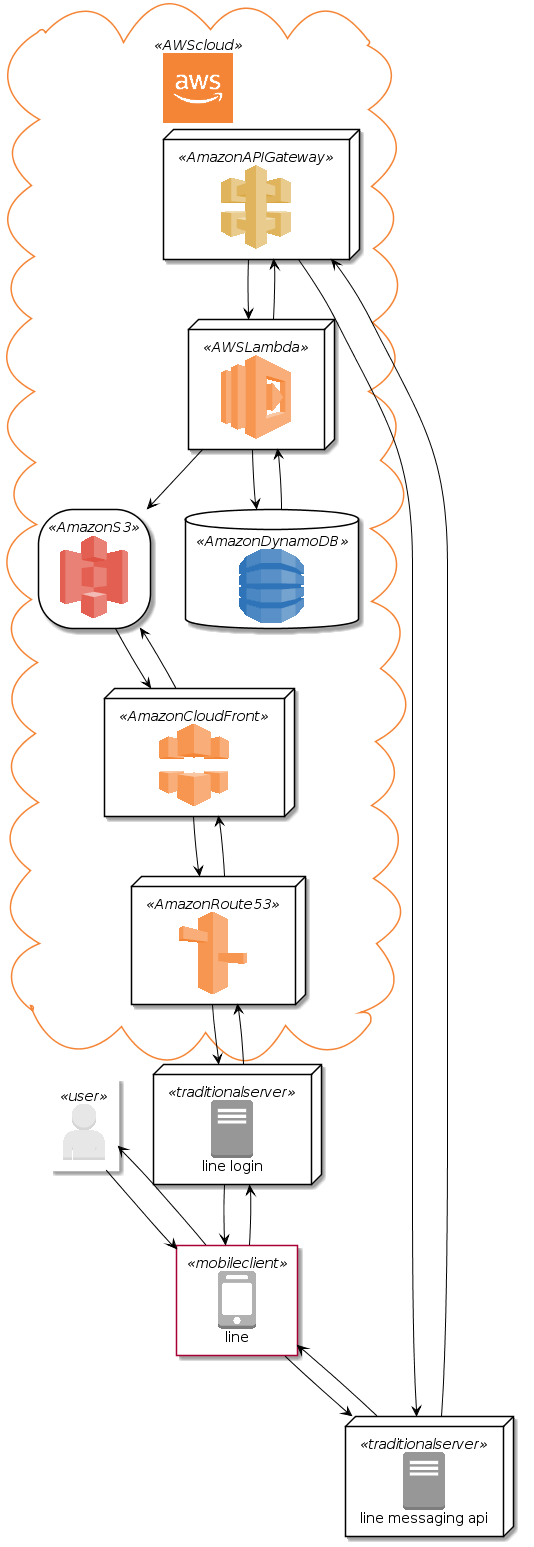 «AWScloud»
aws
«AmazonAPIGateway»
«AWSLambda»
«AmazonS3»
«AmazonDynamoDB»
«AmazonCloudFront»
«AmazonRoute53»
«user»
«traditionalserver»
line login
«mobileclient»
line
«traditionalserver»
line messaging api